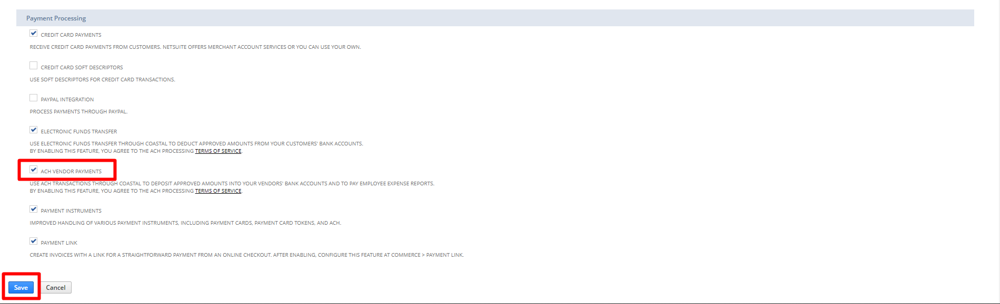 Payment Processing
CREDIT CARD PAYMENTS
RECEIVE CREDIT CARD PAYMENTS FROM CUSTOMERS. NETSUITE OFFERS MERCHANT ACCOUNT SERVICES OR YOU CAN USE YOUR OWN.
CREDIT CARD SOFT DESCRIPTORS
USE SOFT DESCRIPTORS FOR CREDIT CARD TRANSACTIONS.
PAYPAL INTEGRATION
PROCESS PAYMENTS THROUGH PAYPAL.
ELECTRONIC FUNDS TRANSFER
USE ELECTRONIC FUNDS TRANSFER THROUGH COASTAL TO DEDUCT APPROVED AMOUNTS FROM YOUR CUSTOMERS' BANK ACCOUNTS.
BY ENABLING THIS FEATURE, YOU AGREE TO THE ACH PROCESSING TERMS OF SERVICE.
ACH VENDOR PAYMENTS
USE ACH TRANSACTIONS THROUGH COASTAL TO DEPOSIT APPROVED AMOUNTS INTO YOUR VENDORS' BANK ACCOUNTS AND TO PAY EMPLOYEE EXPENSE REPORTS.
BY ENABLING THIS FEATURE, YOU AGREE TO THE ACH PROCESSING TERMS OF SERVICE.
PAYMENT INSTRUMENTS
IMPROVED HANDLING OF VARIOUS PAYMENT INSTRUMENTS, INCLUDING PAYMENT CARDS, PAYMENT CARD TOKENS, AND ACH.
PAYMENT LINK
CREATE INVOICES WITH A LINK FOR A STRAIGHTFORWARD PAYMENT FROM AN ONLINE CHECKOUT. AFTER ENABLING, CONFIGURE THIS FEATURE AT COMMERCE > PAYMENT LINK.
Save Cancel